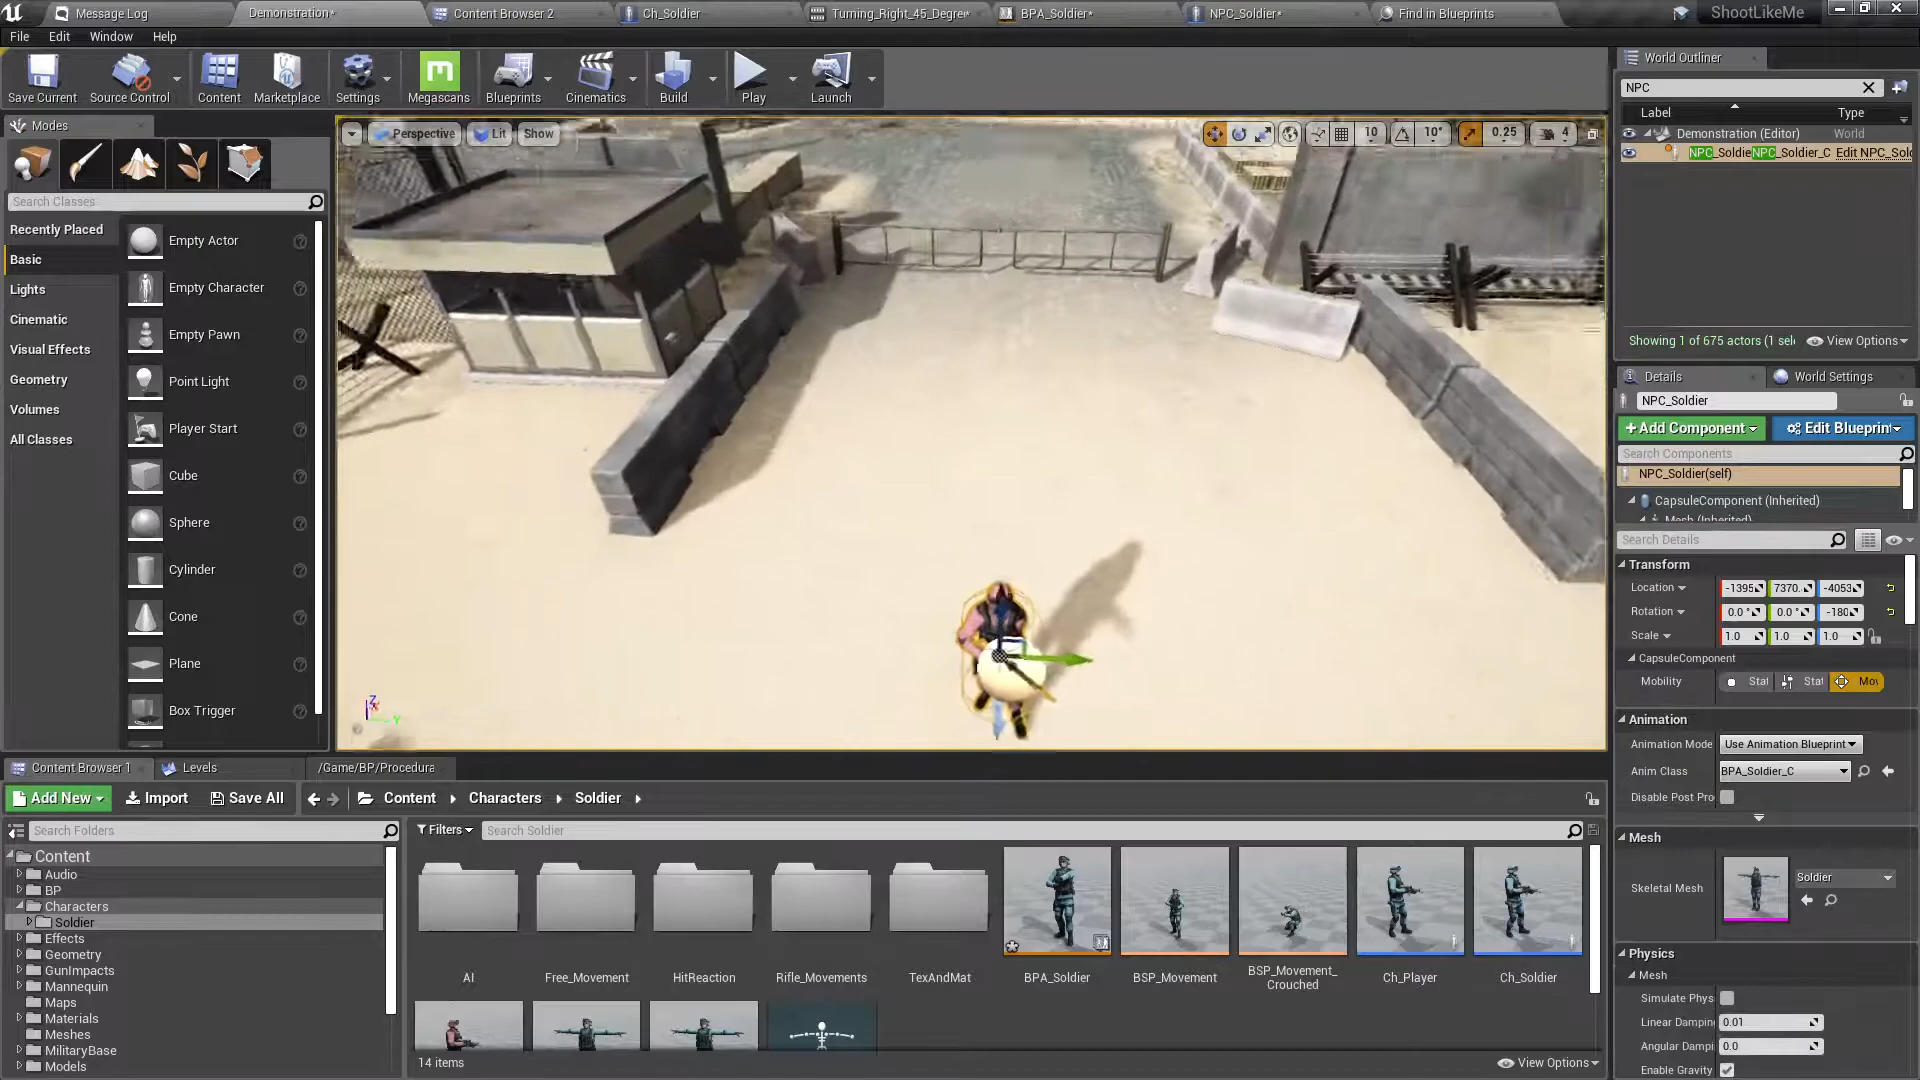 Message Log
Demonstration*
Content Browser 2
Ch_Soldier
Turning_Right_45_Degree*
BPA_Soldier*
NPC_Soldier*
Find in Blueprints
ShootLikeMe
File
Edit
Window
Help
Save Current
Source Control
Content
Marketplace
Settings
Megascans
Blueprints
Cinematics
Build
Play
Launch
Modes
Search Classes
Recently Placed
Basic
Lights
Cinematic
Visual Effects
Geometry
Volumes
All Classes
Empty Actor
Empty Character
Empty Pawn
Point Light
Player Start
Cube
Sphere
Cylinder
Cone
Plane
Box Trigger
Perspective
Lit
Show
10
10°
0.25
4
Z
Y
World Outliner
NPC
Label
Type
Demonstration (Editor)
World
NPC_Soldie
NPC_Soldier_C
Edit NPC_Sol
Showing 1 of 675 actors (1 sel
View Options
Details
World Settings
NPC_Soldier
Add Component
Edit Blueprint
Search Components
NPC_Soldier(self)
CapsuleComponent (Inherited)
Mesh (Inherited)
Search Details
Transform
Location
-1395
7370.
-4053
Rotation
0.0 °
0.0 °
-180
Scale
1.0
1.0
1.0
CapsuleComponent
Mobility
Stat
Stat
Mov
Animation
Animation Mode
Use Animation Blueprint
Anim Class
BPA_Soldier_C
Disable Post Pro
Mesh
Skeletal Mesh
Soldier
Physics
Mesh
Simulate Phys
Linear Dampin
0.01
Angular Dampi
0.0
Enable Gravity
Content Browser 1
Levels
/Game/BP/Procedura
Add New
Import
Save All
Content
Characters
Soldier
Search Folders
Filters
Search Soldier
Content
Audio
BP
Characters
Soldier
Effects
Geometry
GunImpacts
Mannequin
Maps
Materials
Meshes
MilitaryBase
Models
AI
Free_Movement
HitReaction
Rifle_Movements
TexAndMat
BPA_Soldier
BSP_Movement
BSP_Movement_
Crouched
Ch_Player
Ch_Soldier
14 items
View Options